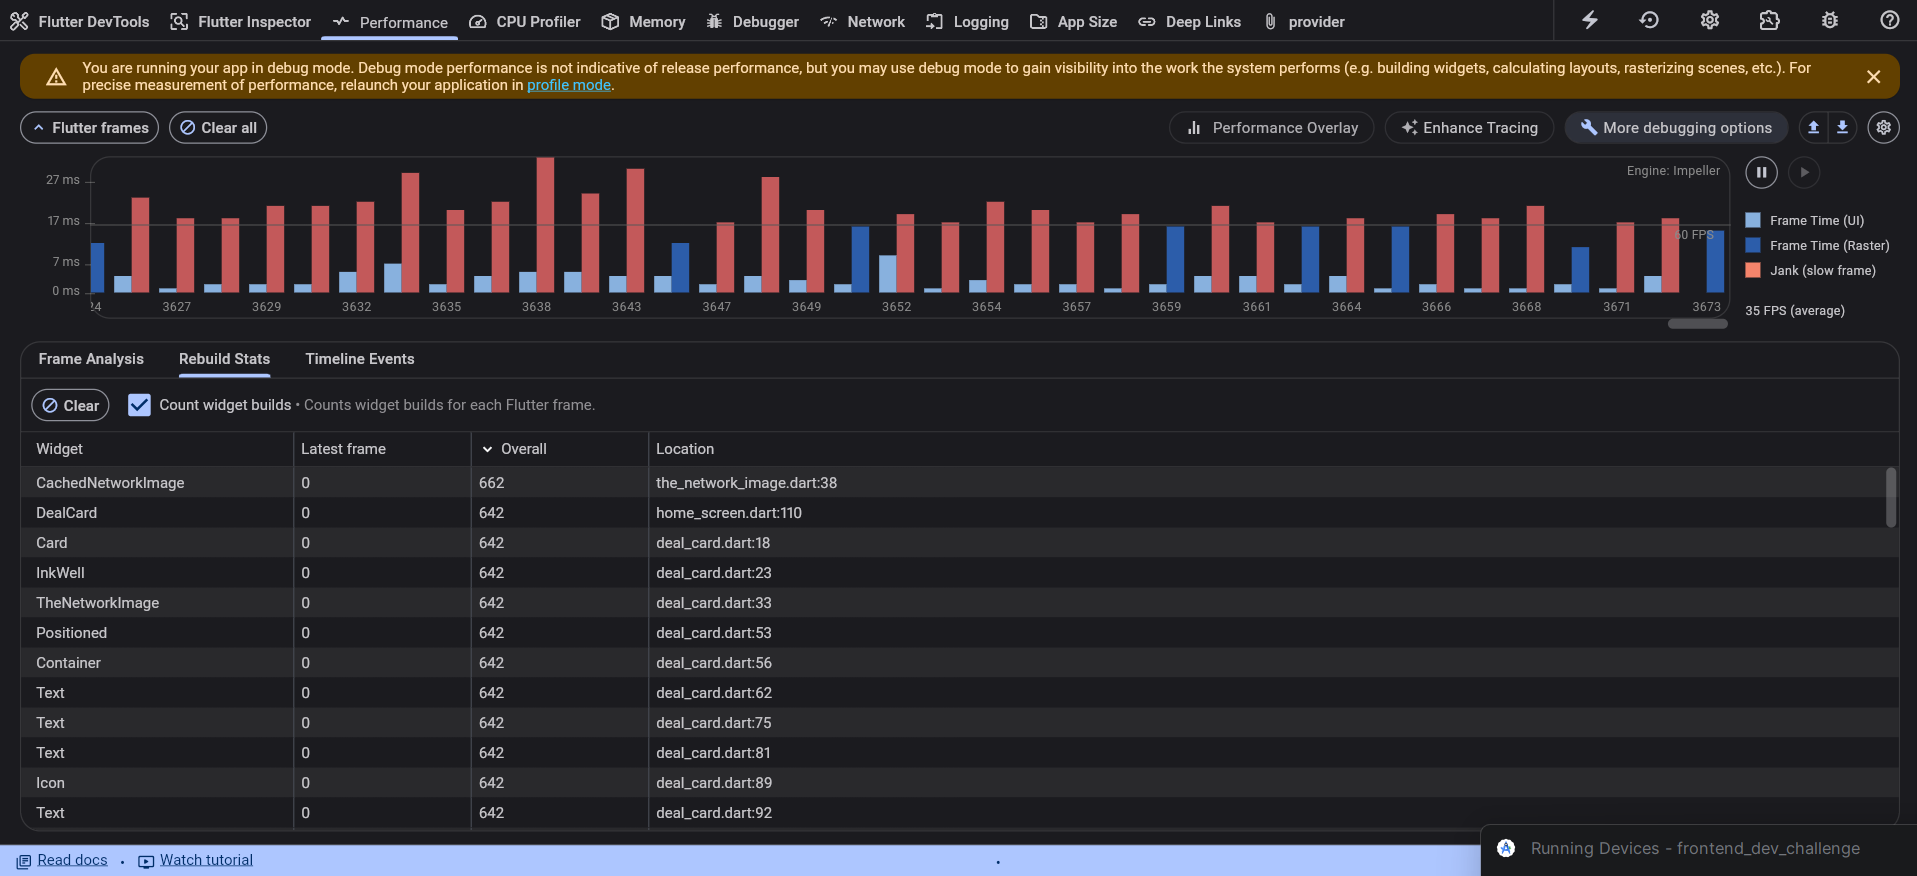 Flutter DevTools Flutter Inspector Performance CPU Profiler Memory Debugger Network Logging App Size Deep Links provider
You are running your app in debug mode. Debug mode performance is not indicative of release performance, but you may use debug mode to gain visibility into the work the system performs (e.g. building widgets, calculating layouts, rasterizing scenes, etc.). For
precise measurement of performance, relaunch your application in profile mode.
Flutter frames Clear all Performance Overlay Enhance Tracing More debugging options
Engine: Impeller
27 ms
17 ms
7 ms
0 ms
60 FPS
3627 3629 3632 3635 3638 3643 3647 3649 3652 3654 3657 3659 3661 3664 3666 3668 3671 3673
Frame Time (UI)
Frame Time (Raster)
Jank (slow frame)
35 FPS (average)
Frame Analysis Rebuild Stats Timeline Events
Clear Count widget builds • Counts widget builds for each Flutter frame.
Widget Latest frame Overall Location
CachedNetworkImage 0 662 the_network_image.dart:38
DealCard 0 642 home_screen.dart:110
Card 0 642 deal_card.dart:18
InkWell 0 642 deal_card.dart:23
TheNetworkImage 0 642 deal_card.dart:33
Positioned 0 642 deal_card.dart:53
Container 0 642 deal_card.dart:56
Text 0 642 deal_card.dart:62
Text 0 642 deal_card.dart:75
Text 0 642 deal_card.dart:81
Icon 0 642 deal_card.dart:89
Text 0 642 deal_card.dart:92
Read docs • Watch tutorial •
Running Devices - frontend_dev_challenge